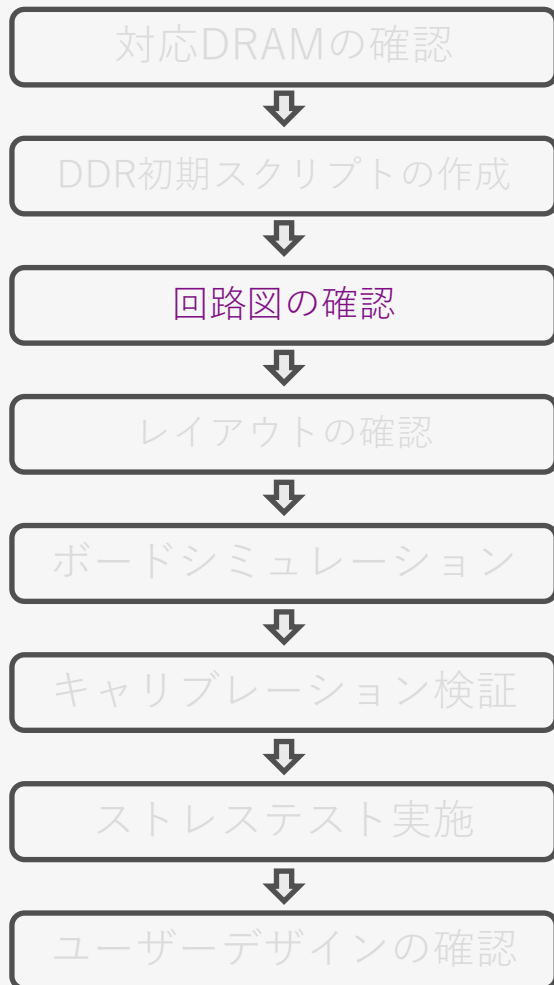 対応DRAMの確認
DDR初期スクリプトの作成
回路図の確認
レイアウトの確認
ボードシミュレーション
キャリブレーション検証
ストレステスト実施
ユーザーデザインの確認